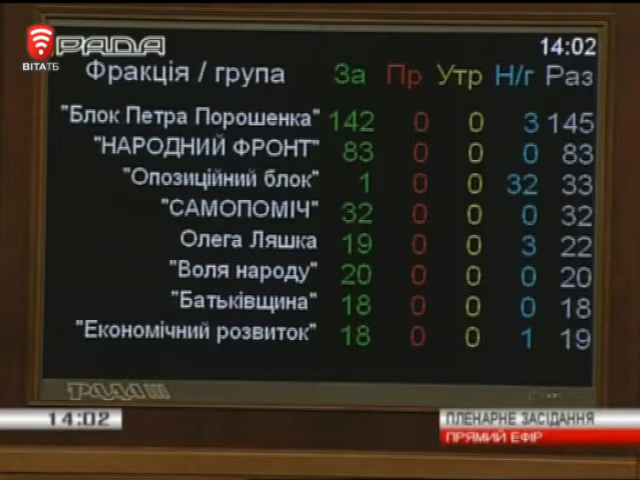 РАДА
ВІТАТБ
14:02
Фракція / група За Пр Утр Н/г Раз
"Блок Петра Порошенка" 142 0 0 3 145
"НАРОДНИЙ ФРОНТ" 83 0 0 0 83
"Опозиційний блок" 1 0 0 32 33
"САМОПОМІЧ" 32 0 0 0 32
Олега Ляшка 19 0 0 3 22
"Воля народу" 20 0 0 0 20
"Батьківщина" 18 0 0 0 18
"Економічний розвиток" 18 0 0 1 19
РАДА
14:02
ПЛЕНАРНЕ ЗАСІДАННЯ
ПРЯМИЙ ЕФІР